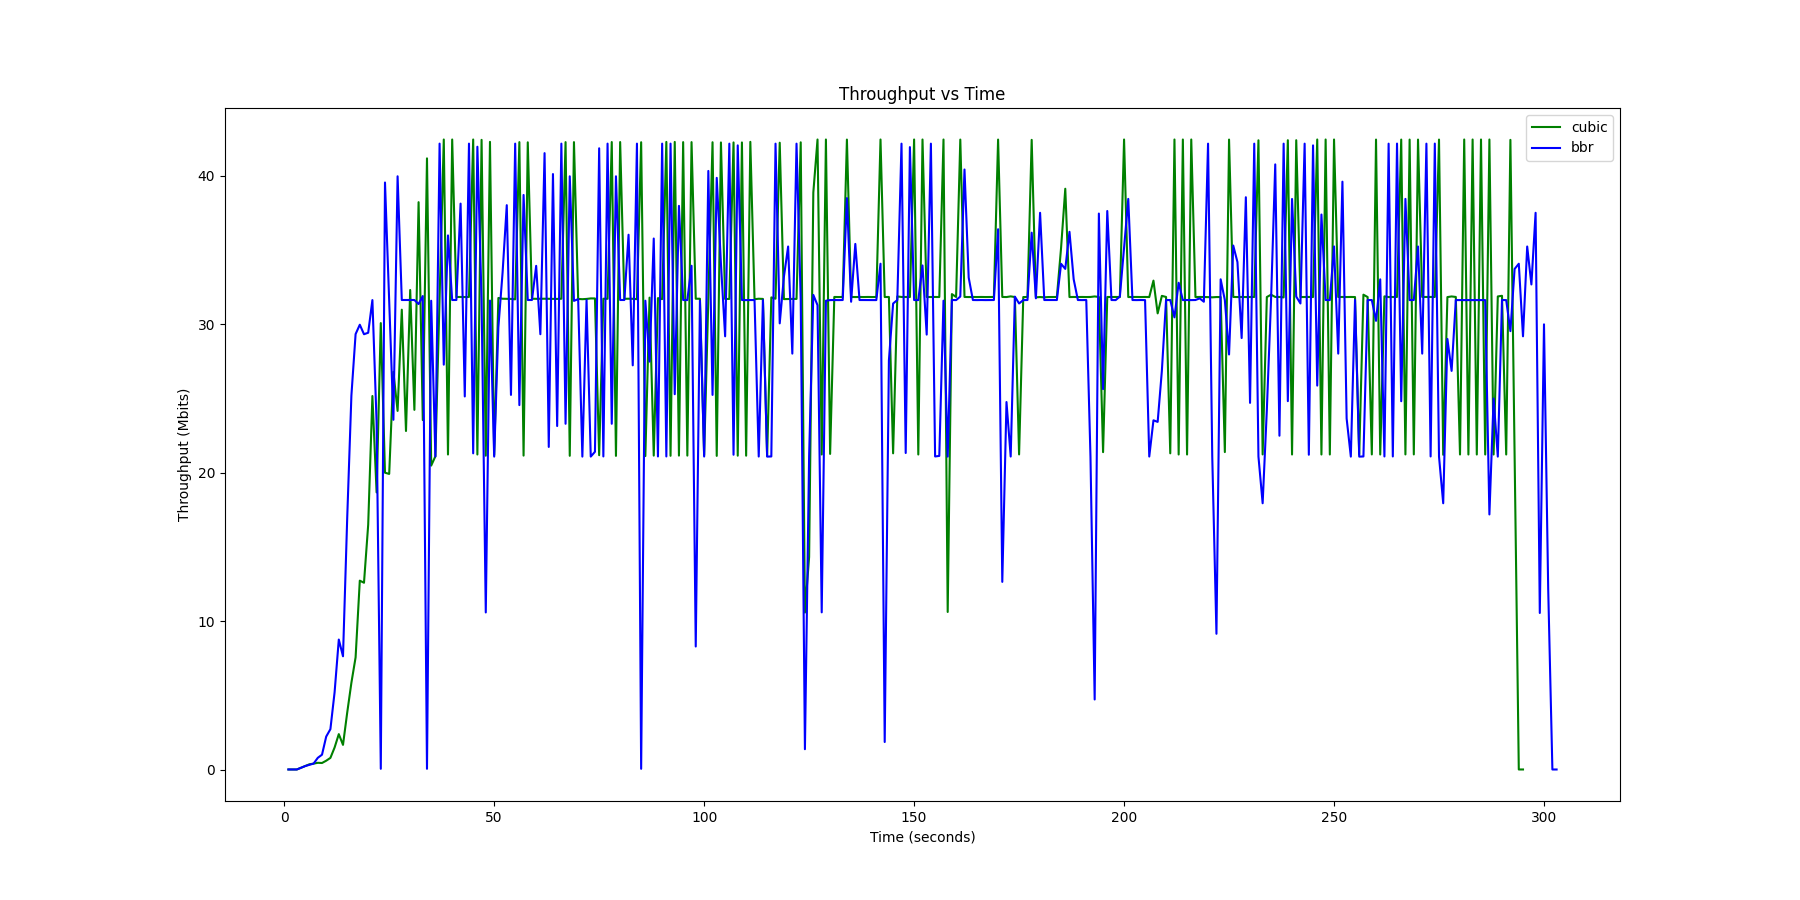 Throughput vs Time
cubic
bbr
40
30
20
10
0
Throughput (Mbits)
0 50 100 150 200 250 300
Time (seconds)